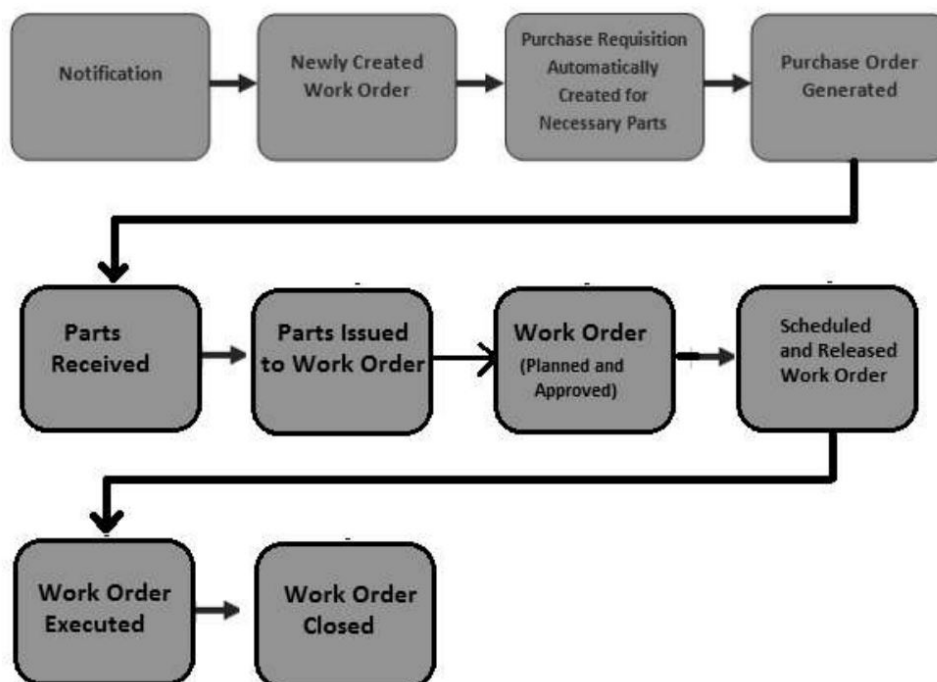 Notification
Newly Created
Work Order
Purchase Requisition
Automatically
Created for
Necessary Parts
Purchase Order
Generated
Parts
Received
Parts Issued
to Work Order
Work Order
(Planned and
Approved)
Scheduled
and Released
Work Order
Work Order
Executed
Work Order
Closed